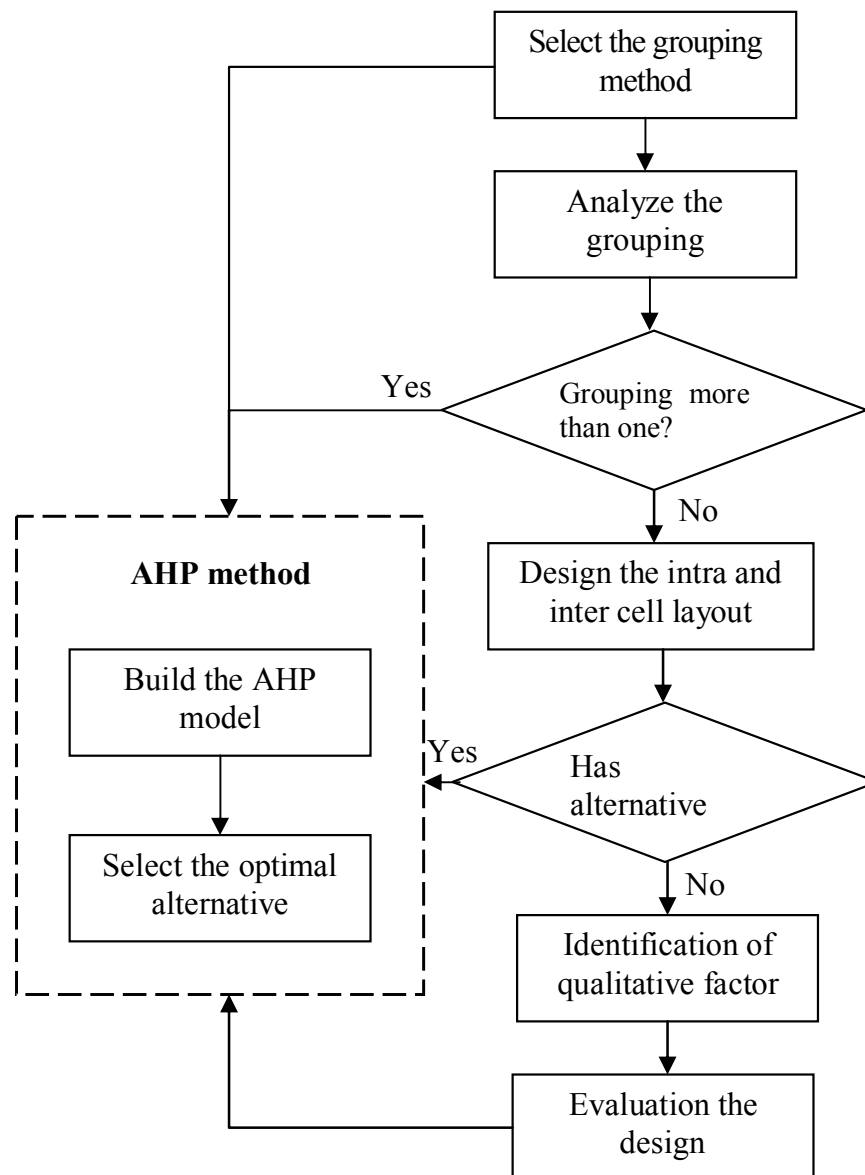 Select the grouping
method
Analyze the
grouping
Yes
Grouping more
than one?
No
AHP method
Design the intra and
inter cell layout
Build the AHP
model
Yes
Has
alternative
Select the optimal
alternative
No
Identification of
qualitative factor
Evaluation the
design